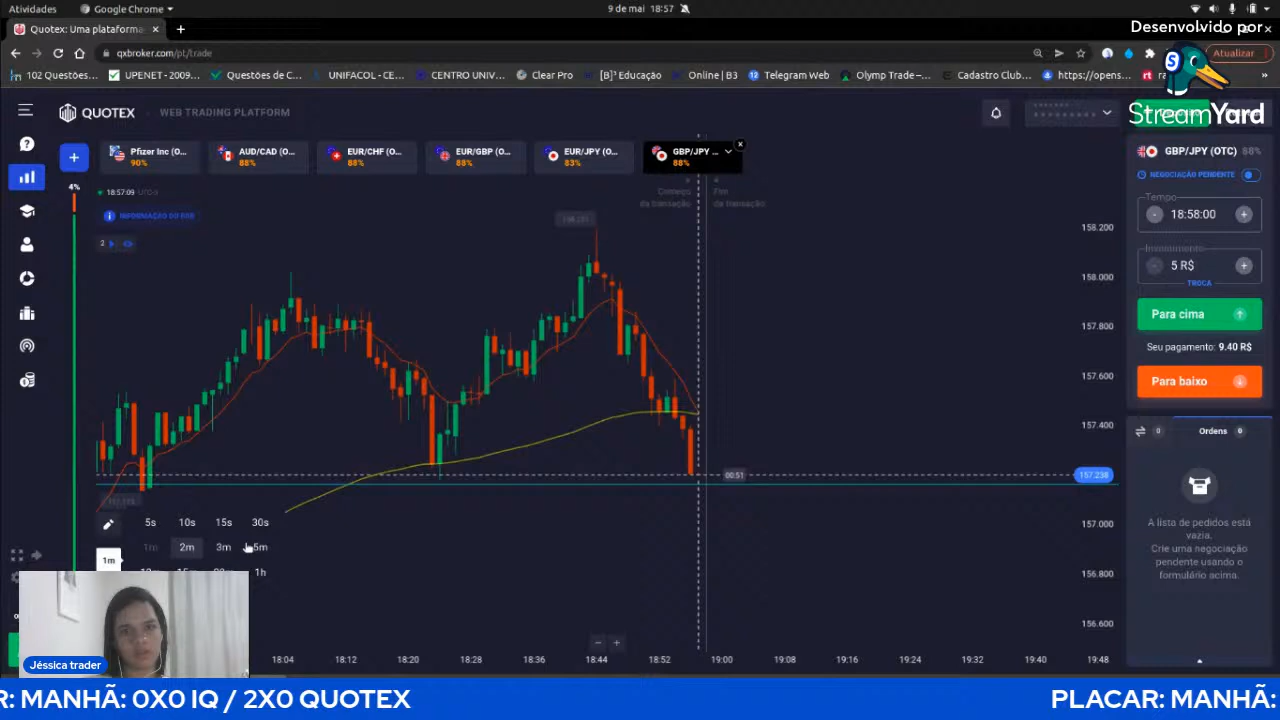 Atividades
Google Chrome
9 de mai 18:57
Quotex: Uma plataforma
Desenvolvido por
qxbroker.com/pt/trade
Atualizar
102 Questões...
UPENET - 2009...
Questões de C...
UNIFACOL - CE...
CENTRO UNIV...
Clear Pro
[B]³ Educação
Online | B3
Telegram Web
Olymp Trade –...
Cadastro Club...
https://opens...
StreamYard
QUOTEX
WEB TRADING PLATFORM
Pfizer Inc (O...
90%
AUD/CAD (O...
88%
EUR/CHF (O...
88%
EUR/GBP (O...
88%
EUR/JPY (O...
83%
GBP/JPY ...
88%
GBP/JPY (OTC) 88%
NEGOCIAÇÃO PENDENTE
4%
18:57:09
INFORMAÇÃO DO PAR
Começo
da transação
Fim
da transação
Tempo
- 18:58:00 +
Investimento
- 5 R$ +
TROCA
Para cima
Seu pagamento: 9.40 R$
Para baixo
0 Ordens 0
A lista de pedidos está
vazia.
Crie uma negociação
pendente usando o
formulário acima.
2
158.200
158.000
157.800
157.600
157.400
157.238
157.000
156.800
156.600
00:51
5s 10s 15s 30s
1m 2m 3m 5m
1m
1h
18:04 18:12 18:20 18:28 18:36 18:44 18:52 19:00 19:08 19:16 19:24 19:32 19:40 19:48
Jéssica trader
R: MANHÃ: 0X0 IQ / 2X0 QUOTEX
PLACAR: MANHÃ: